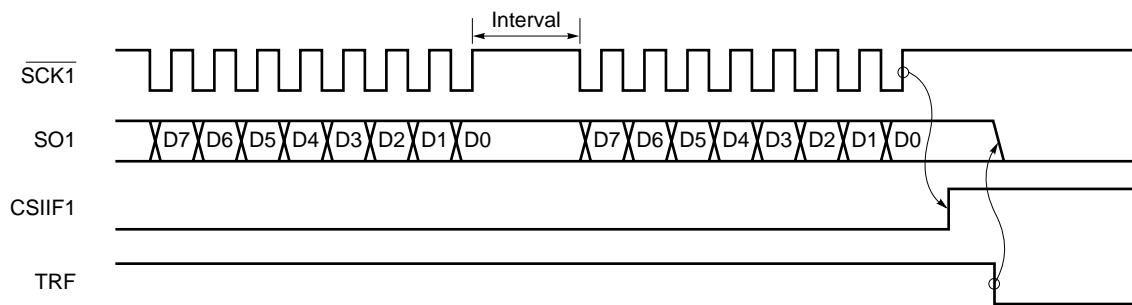 Interval
SCK1
SO1 D7 D6 D5 D4 D3 D2 D1 D0 D7 D6 D5 D4 D3 D2 D1 D0
CSIIF1
TRF